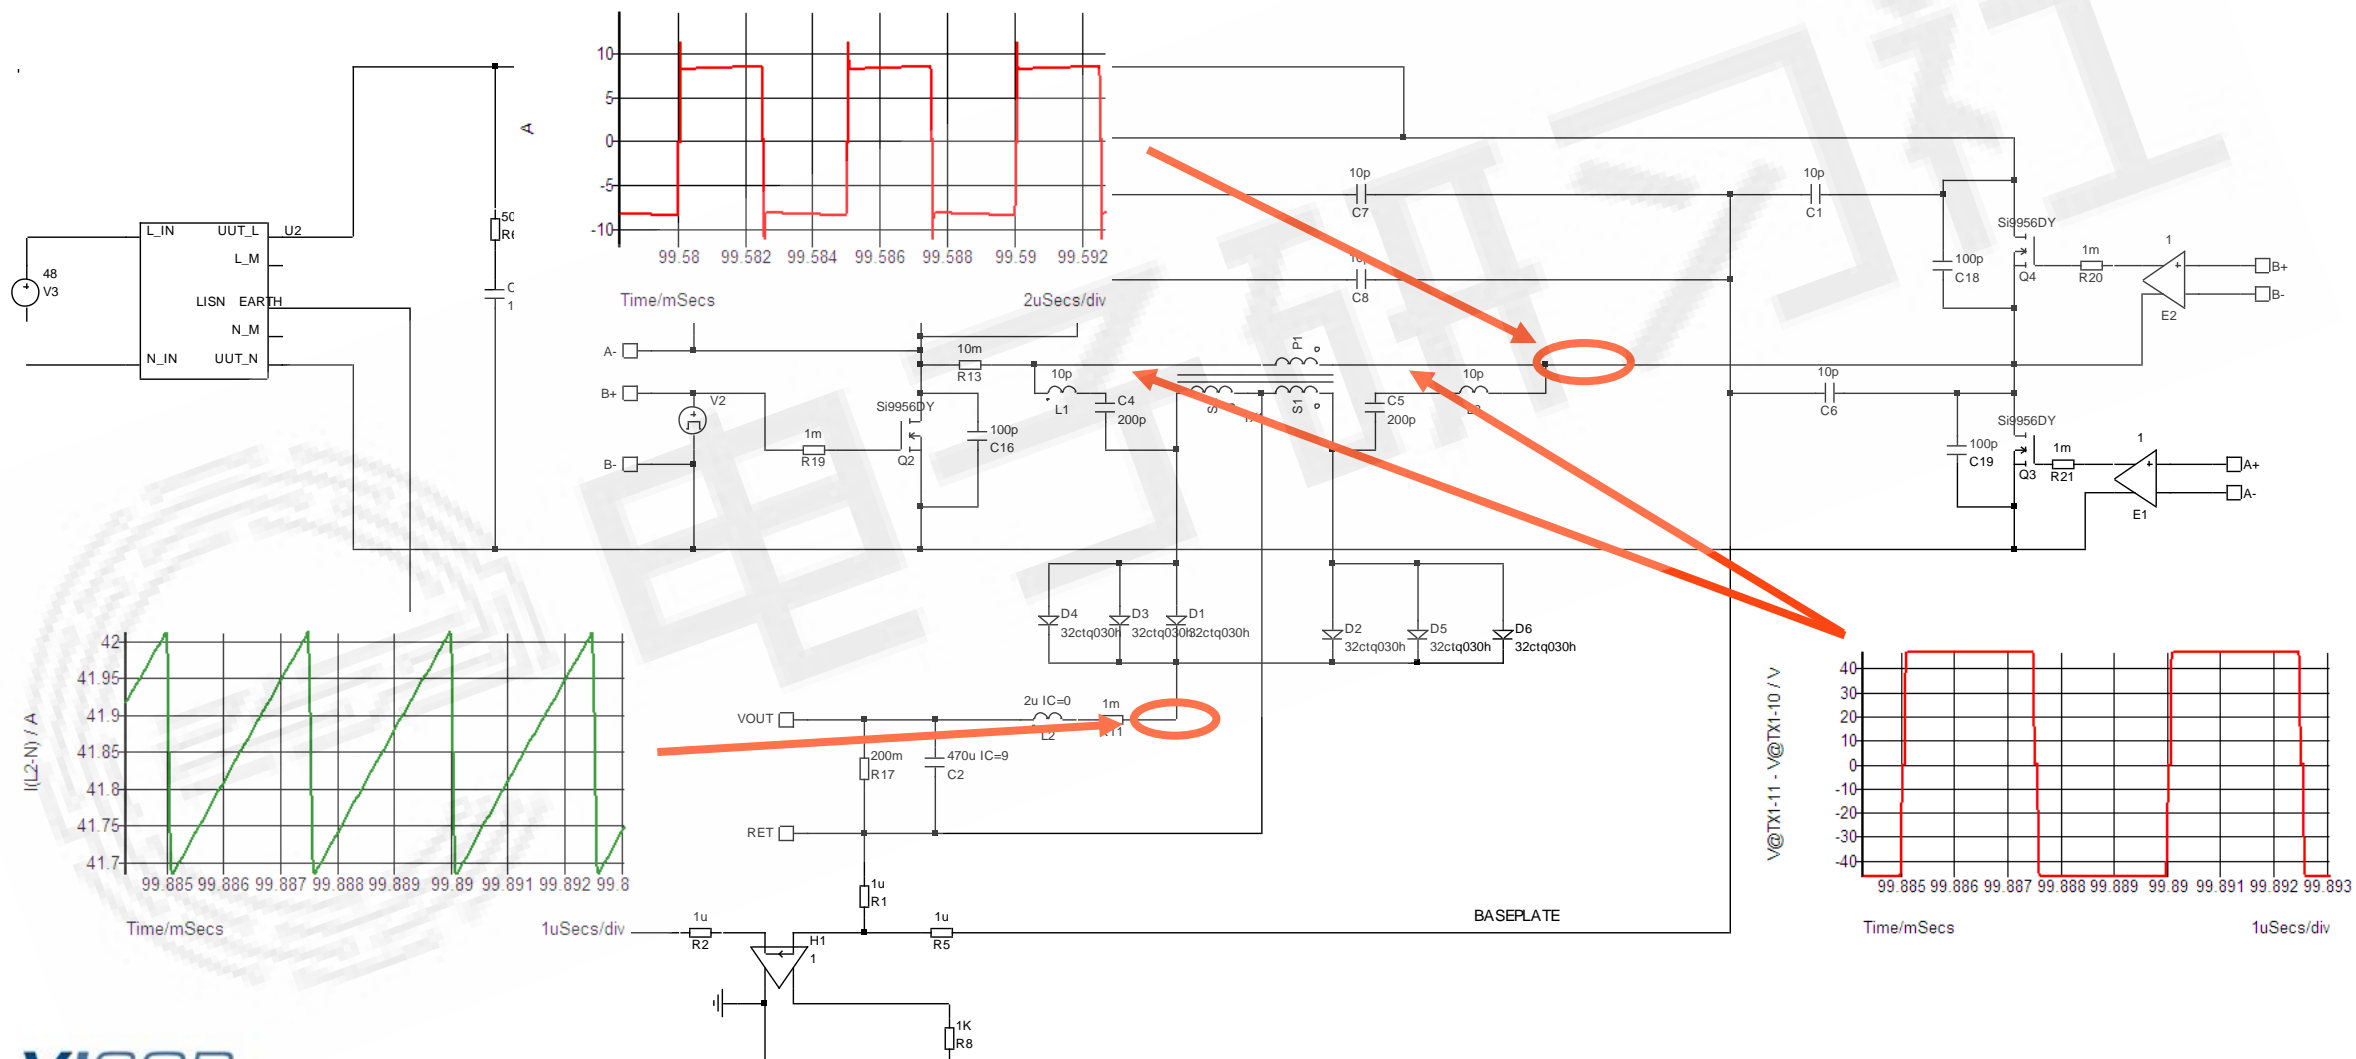 10
5
0
-5
-10
A
99.58 99.582 99.584 99.586 99.588 99.59 99.592
Time/mSecs 2uSecs/div
L_IN UUT_L U2
L_M
LISN EARTH
N_M
N_IN UUT_N
48
V3
10p
C7
10p
C1
C8
Si9956DY
100p
C18
Q4
1m
R20
1
E2
B+
B-
A-
B+
B-
V2
1m
R19
Si9956DY
Q2
100p
C16
10m
R13
10p
L1
C4
200p
P1
S1
C5
200p
10p
10p
C6
Si9956DY
100p
C19
Q3
1m
R21
1
E1
A+
A-
D4
32ctq030h
D3
32ctq030h
D1
32ctq030h
D2
32ctq030h
D5
32ctq030h
D6
32ctq030h
VOUT
2u IC=0
L2
1m
R11
200m
R17
470u IC=9
C2
RET
1u
R1
1u
R2
1u
R5
H1
1
1K
R8
BASEPLATE
I(L2-N) / A
42
41.95
41.9
41.85
41.8
41.75
41.7
99.885 99.886 99.887 99.888 99.889 99.89 99.891 99.892 99.8
Time/mSecs 1uSecs/div
V@TX1-11 - V@TX1-10 / V
40
30
20
10
0
-10
-20
-30
-40
99.885 99.886 99.887 99.888 99.889 99.89 99.891 99.892 99.893
Time/mSecs 1uSecs/div
电子研习社